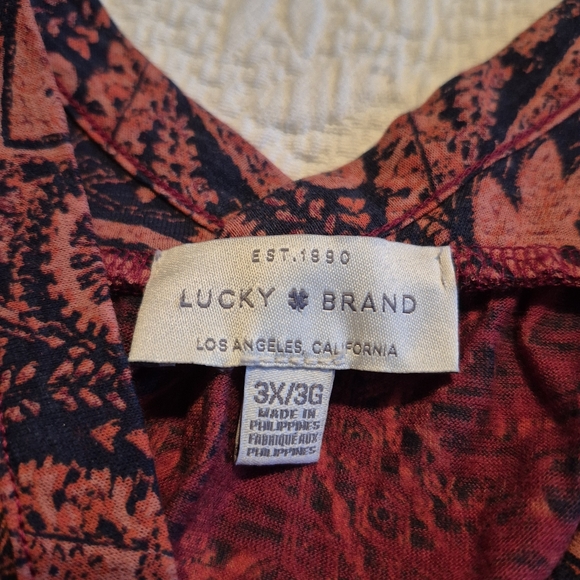 EST.1990
LUCKY BRAND
LOS ANGELES, CALIFORNIA
3X/3G
MADE IN
PHILIPPINES
FABRIQUÉ AUX
PHILIPPINES